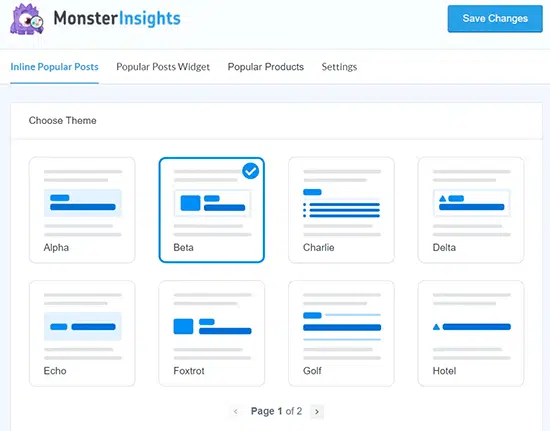 MonsterInsights
Save Changes
Inline Popular Posts Popular Posts Widget Popular Products Settings
Choose Theme
Alpha Beta Charlie Delta
Echo Foxtrot Golf Hotel
‹ Page 1 of 2 ›